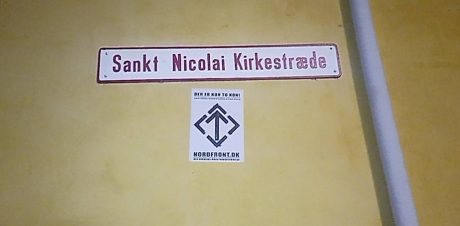 Sankt Nicolai Kirkestræde
DER ER KUN TO KØN!
NORDFRONT.DK